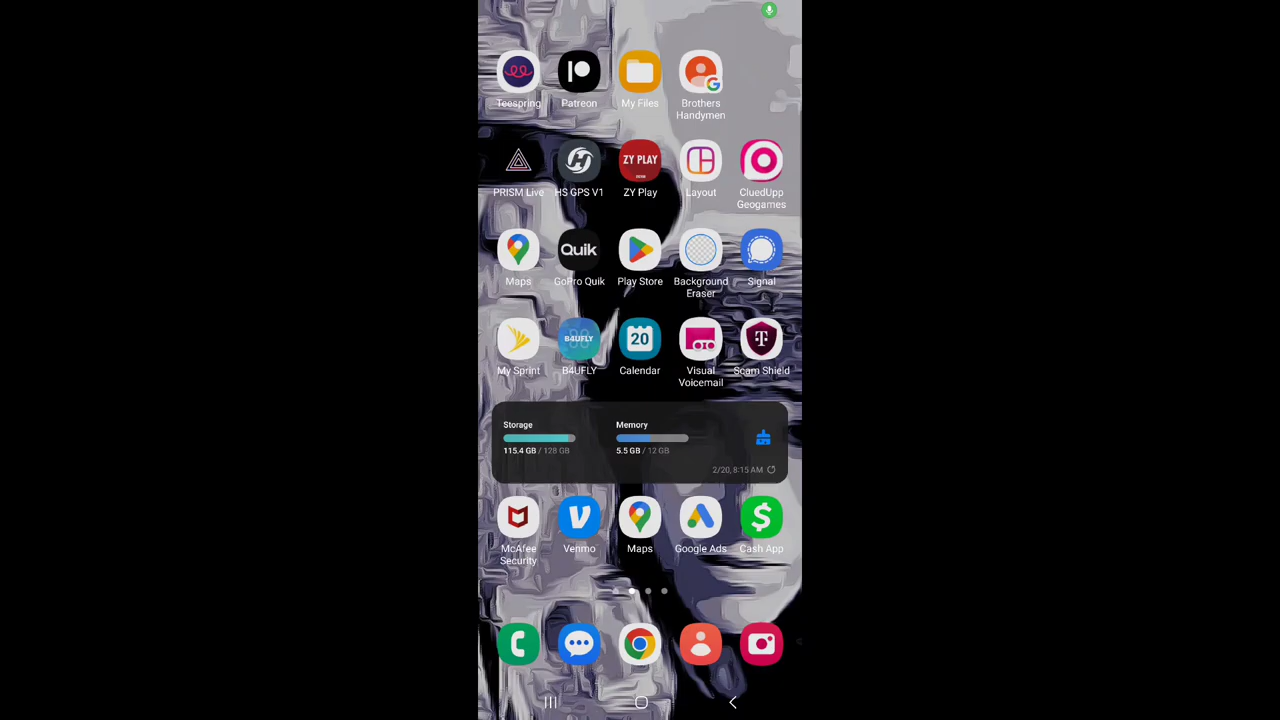 Teespring
Patreon
My Files
Brothers
Handymen
PRISM Live
HS GPS V1
ZY PLAY
ZY Play
Layout
CluedUpp
Geogames
Maps
Quik
GoPro Quik
Play Store
Background
Eraser
Signal
My Sprint
B4UFLY
B4UFLY
20
Calendar
Visual
Voicemail
T
Scam Shield
Storage
115.4 GB / 128 GB
Memory
5.5 GB / 12 GB
2/20, 8:15 AM
McAfee
Security
Venmo
Maps
Google Ads
Cash App